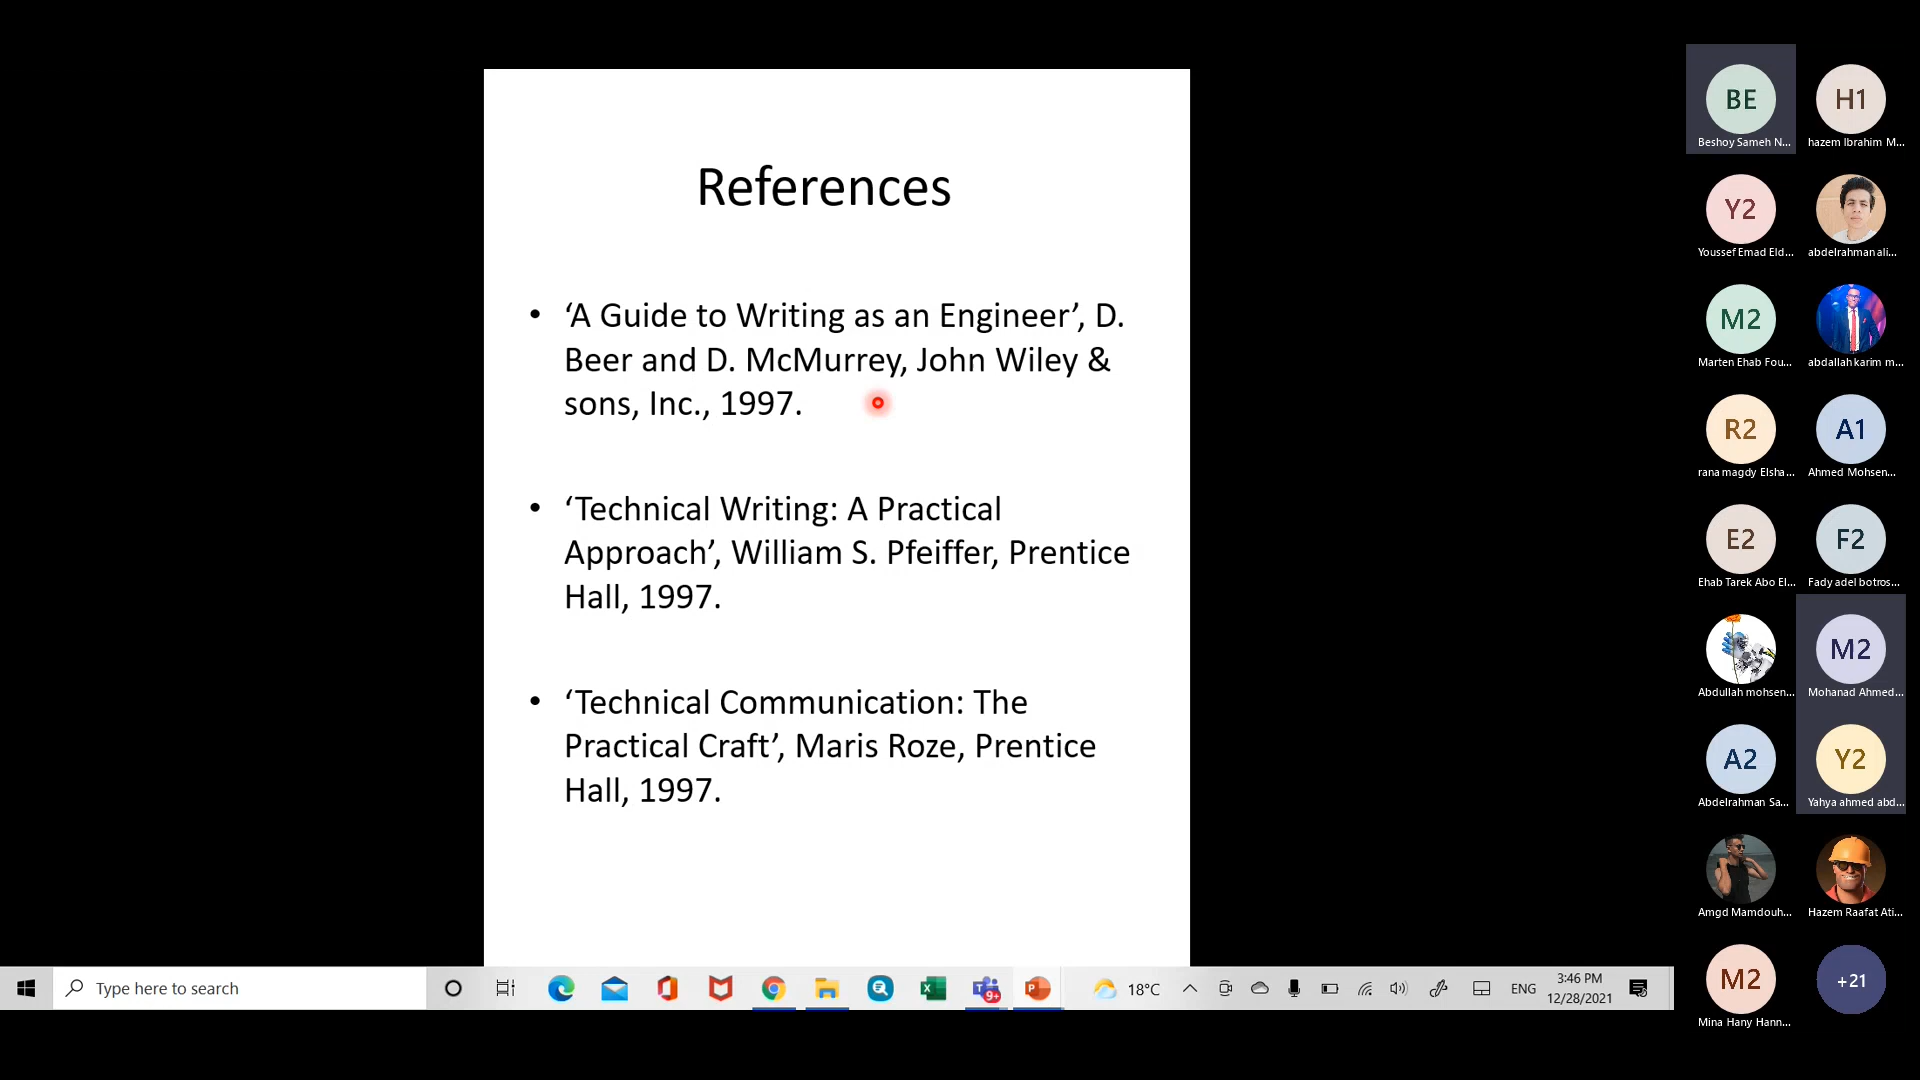 References
• ‘A Guide to Writing as an Engineer’, D.
Beer and D. McMurrey, John Wiley &
sons, Inc., 1997.
• ‘Technical Writing: A Practical
Approach’, William S. Pfeiffer, Prentice
Hall, 1997.
• ‘Technical Communication: The
Practical Craft’, Maris Roze, Prentice
Hall, 1997.
BE
Beshoy Sameh N...
H1
hazem Ibrahim M...
Y2
Youssef Emad Eld...
abdelrahman ali...
M2
Marten Ehab Fou...
abdallah karim m...
R2
rana magdy Elsha...
A1
Ahmed Mohsen...
E2
Ehab Tarek Abo El...
F2
Fady adel botros...
Abdullah mohsen...
M2
Mohanad Ahmed...
A2
Abdelrahman Sa...
Y2
Yahya ahmed abd...
Amgd Mamdouh...
Hazem Raafat Ati...
M2
Mina Hany Hann...
+21
Type here to search
9+
18°C
ENG
3:46 PM
12/28/2021